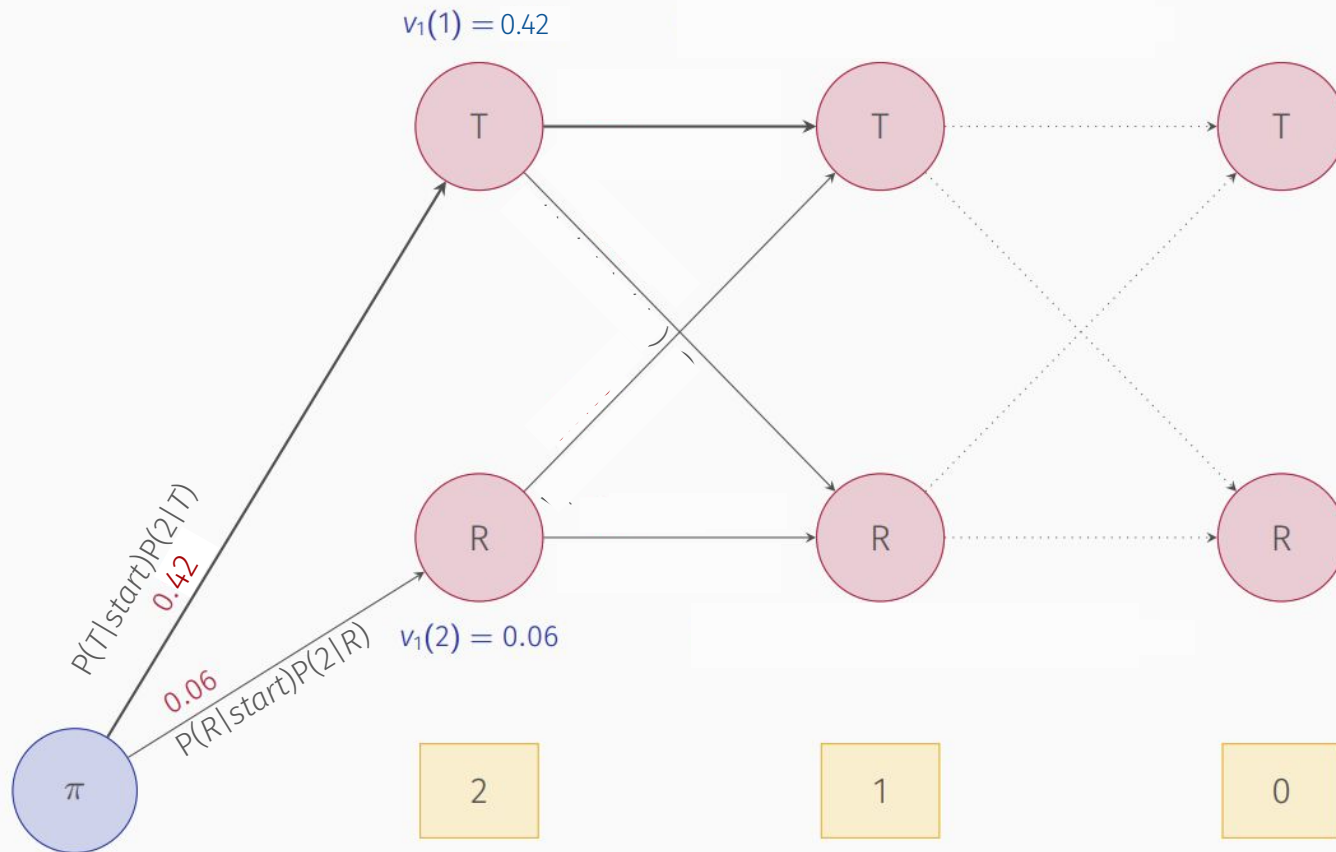 v₁(1) = 0.42
T
T
T
P(T|start)P(2|T)
0.42
R
R
R
v₁(2) = 0.06
0.06
P(R|start)P(2|R)
π
2
1
0